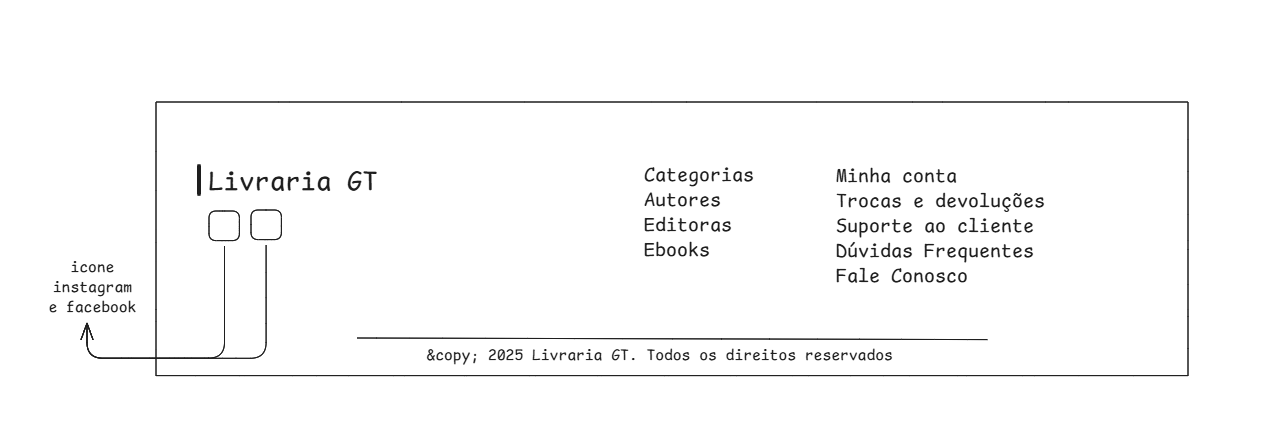 Livraria GT
Categorias
Autores
Editoras
Ebooks
Minha conta
Trocas e devoluções
Suporte ao cliente
Dúvidas Frequentes
Fale Conosco
icone
instagram
e facebook
&copy; 2025 Livraria GT. Todos os direitos reservados